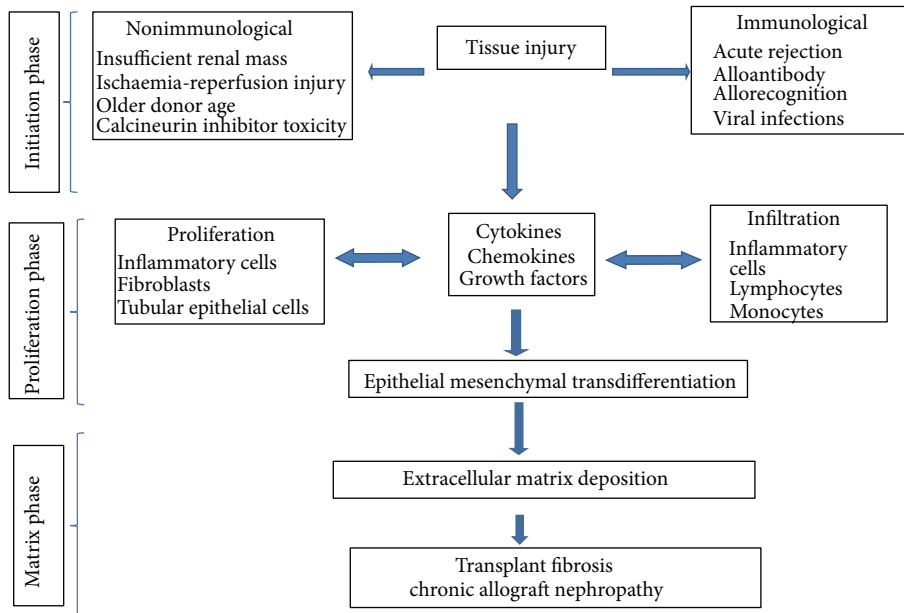 Initiation phase
Nonimmunological
Insufficient renal mass
Ischaemia-reperfusion injury
Older donor age
Calcineurin inhibitor toxicity
Tissue injury
Immunological
Acute rejection
Alloantibody
Allorecognition
Viral infections
Proliferation phase
Proliferation
Inflammatory cells
Fibroblasts
Tubular epithelial cells
Cytokines
Chemokines
Growth factors
Infiltration
Inflammatory
cells
Lymphocytes
Monocytes
Epithelial mesenchymal transdifferentiation
Matrix phase
Extracellular matrix deposition
Transplant fibrosis
chronic allograft nephropathy